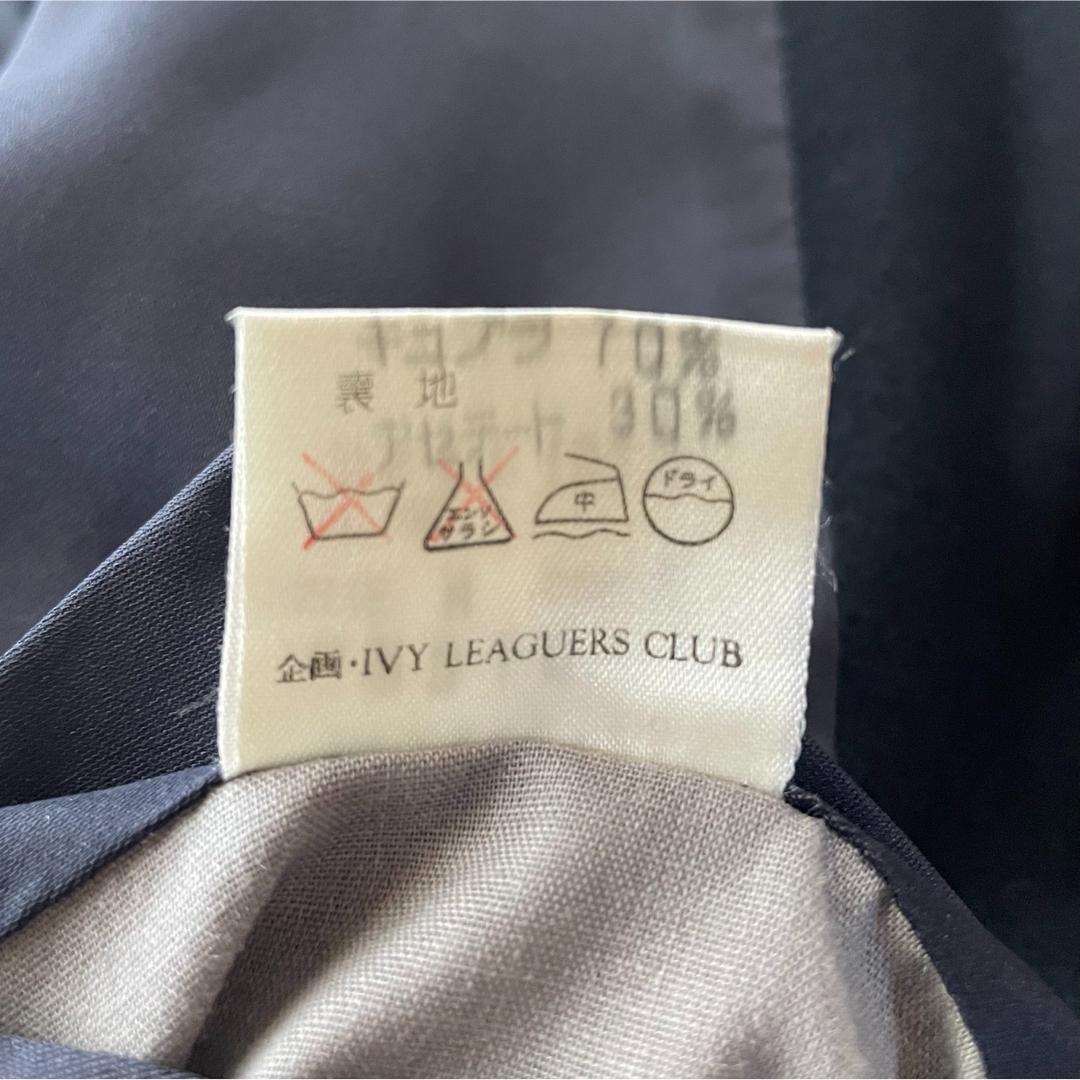 キュプラ 70%
裏 地
アセテート 30%
エンソ
サラシ
中
ドライ
企画・IVY LEAGUERS CLUB